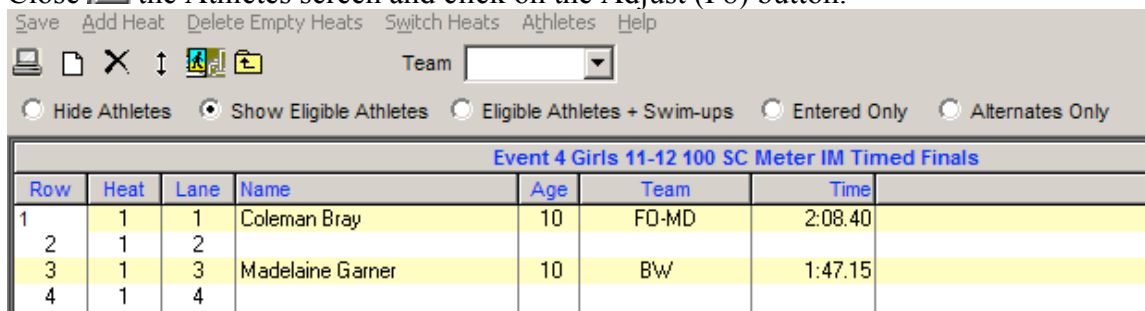 Close the Athletes screen and click on the Adjust (F8) button.
Save Add Heat Delete Empty Heats Switch Heats Athletes Help
Team
Hide Athletes Show Eligible Athletes Eligible Athletes + Swim-ups Entered Only Alternates Only
Event 4 Girls 11-12 100 SC Meter IM Timed Finals
Row Heat Lane Name Age Team Time
1 1 1 Coleman Bray 10 FO-MD 2:08.40
2 1 2
3 1 3 Madelaine Garner 10 BW 1:47.15
4 1 4